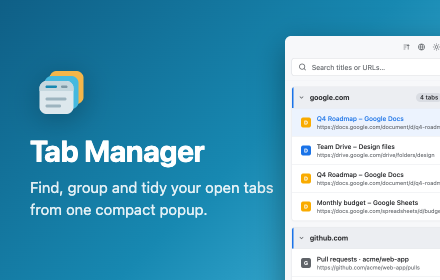 Tab Manager
Find, group and tidy your open tabs
from one compact popup.
Search titles or URLs...
google.com
4 tabs
D
Q4 Roadmap – Google Docs
https://docs.google.com/document/d/q4-roadmap
D
Team Drive – Design files
https://drive.google.com/drive/folders/design
D
Q4 Roadmap – Google Docs
https://docs.google.com/document/d/q4-roadm
D
Monthly budget – Google Sheets
https://docs.google.com/spreadsheets/d/budge
github.com
G
Pull requests · acme/web-app
https://github.com/acme/web-app/pulls